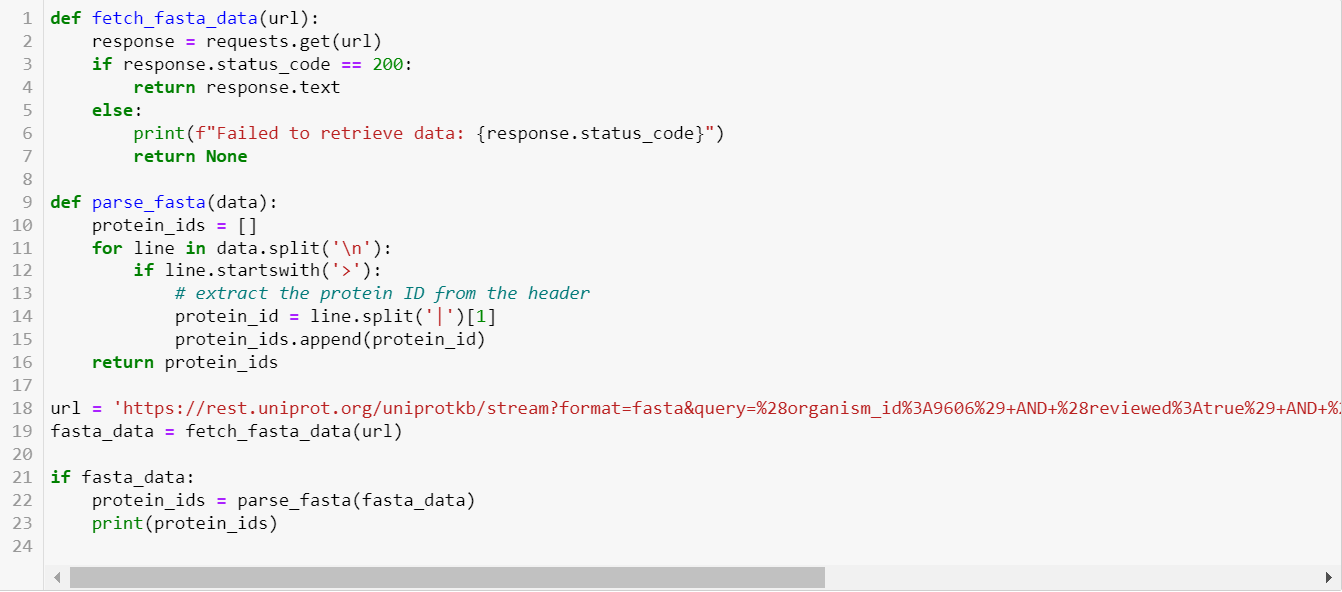 1 def fetch_fasta_data(url):
2     response = requests.get(url)
3     if response.status_code == 200:
4         return response.text
5     else:
6         print(f"Failed to retrieve data: {response.status_code}")
7         return None
8
9 def parse_fasta(data):
10     protein_ids = []
11     for line in data.split('\n'):
12         if line.startswith('>'):
13             # extract the protein ID from the header
14             protein_id = line.split('|')[1]
15             protein_ids.append(protein_id)
16     return protein_ids
17
18 url = 'https://rest.uniprot.org/uniprotkb/stream?format=fasta&query=%28organism_id%3A9606%29+AND+%28reviewed%3Atrue%29+AND+%
19 fasta_data = fetch_fasta_data(url)
20
21 if fasta_data:
22     protein_ids = parse_fasta(fasta_data)
23     print(protein_ids)
24